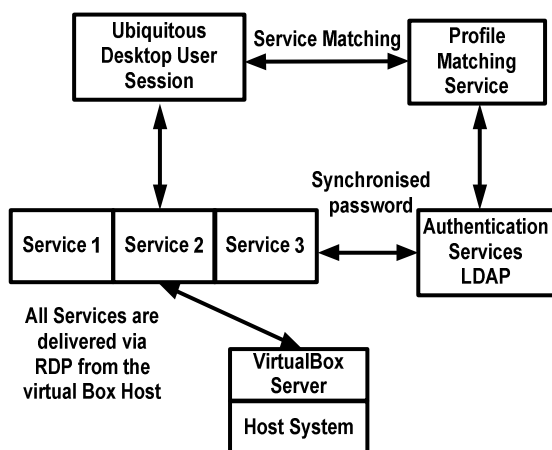 Ubiquitous
Desktop User
Session
Service Matching
Profile
Matching
Service
Synchronised
password
Service 1
Service 2
Service 3
Authentication
Services
LDAP
All Services are
delivered via
RDP from the
virtual Box Host
VirtualBox
Server
Host System